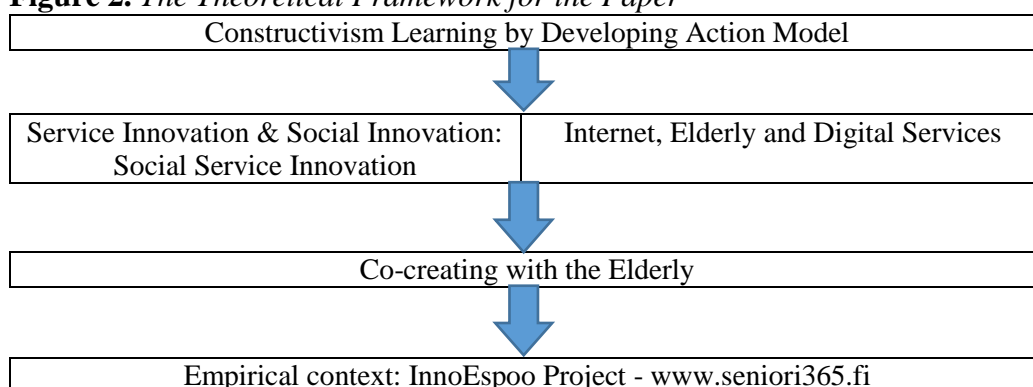 Figure 2. The Theoretical Framework for the Paper
Constructivism Learning by Developing Action Model
Service Innovation & Social Innovation:
Social Service Innovation
Internet, Elderly and Digital Services
Co-creating with the Elderly
Empirical context: InnoEspoo Project - www.seniori365.fi